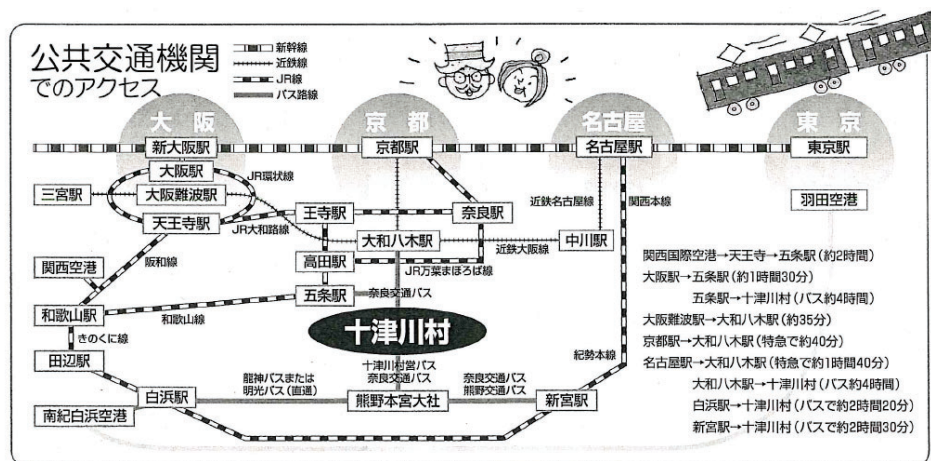 公共交通機関
でのアクセス
新幹線
近鉄線
JR線
バス路線
大阪
京都
名古屋
東京
新大阪駅
京都駅
名古屋駅
東京駅
大阪駅
JR環状線
三宮駅
大阪難波駅
近鉄名古屋線
関西本線
羽田空港
天王寺駅
王寺駅
奈良駅
JR大和路線
大和八木駅
近鉄大阪線
中川駅
阪和線
高田駅
JR万葉まほろば線
関西空港
五条駅
奈良交通バス
和歌山駅
和歌山線
十津川村
きのくに線
田辺駅
十津川村営バス
奈良交通バス
紀勢本線
龍神バスまたは
明光バス(直通)
奈良交通バス
熊野交通バス
白浜駅
熊野本宮大社
新宮駅
南紀白浜空港
関西国際空港→天王寺→五条駅(約2時間)
大阪駅→五条駅(約1時間30分)
五条駅→十津川村(バス約4時間)
大阪難波駅→大和八木駅(約35分)
京都駅→大和八木駅(特急で約40分)
名古屋駅→大和八木駅(特急で約1時間40分)
大和八木駅→十津川村(バス約4時間)
白浜駅→十津川村(バスで約2時間20分)
新宮駅→十津川村(バスで約2時間30分)